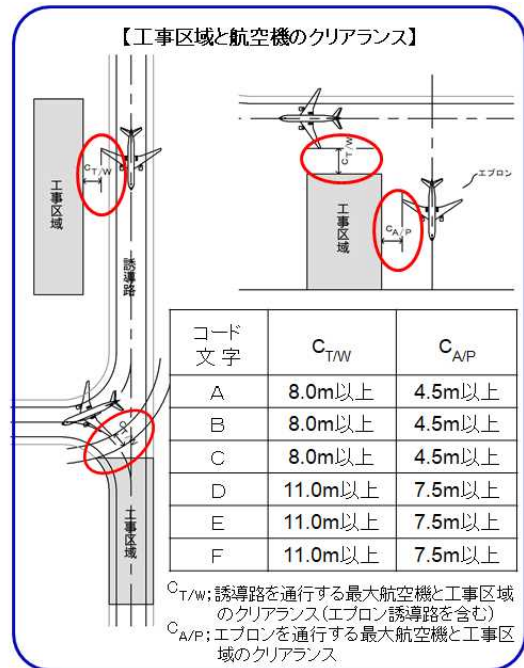 【工事区域と航空機のクリアランス】
工事区域
C_T/W
誘導路
C_T/W
工事区域
C_T/W
工事区域
C_A/P
エプロン
コード文字 C_T/W C_A/P
A 8.0m以上 4.5m以上
B 8.0m以上 4.5m以上
C 8.0m以上 4.5m以上
D 11.0m以上 7.5m以上
E 11.0m以上 7.5m以上
F 11.0m以上 7.5m以上
C_T/W;誘導路を通行する最大航空機と工事区域
のクリアランス(エプロン誘導路を含む)
C_A/P;エプロンを通行する最大航空機と工事区
域のクリアランス